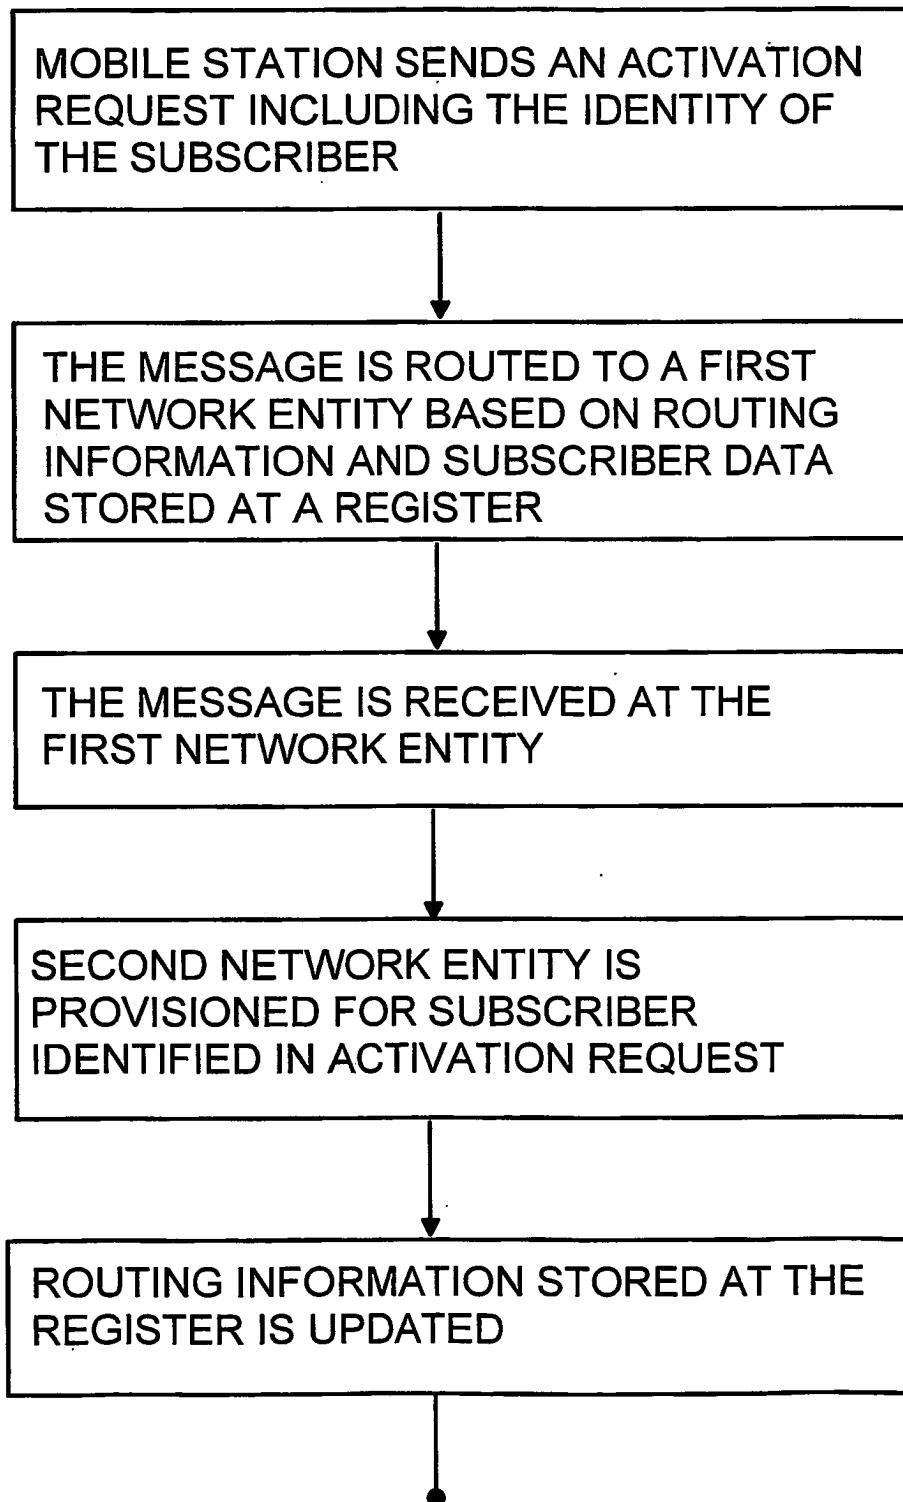 MOBILE STATION SENDS AN ACTIVATION
REQUEST INCLUDING THE IDENTITY OF
THE SUBSCRIBER
THE MESSAGE IS ROUTED TO A FIRST
NETWORK ENTITY BASED ON ROUTING
INFORMATION AND SUBSCRIBER DATA
STORED AT A REGISTER
THE MESSAGE IS RECEIVED AT THE
FIRST NETWORK ENTITY
SECOND NETWORK ENTITY IS
PROVISIONED FOR SUBSCRIBER
IDENTIFIED IN ACTIVATION REQUEST
ROUTING INFORMATION STORED AT THE
REGISTER IS UPDATED